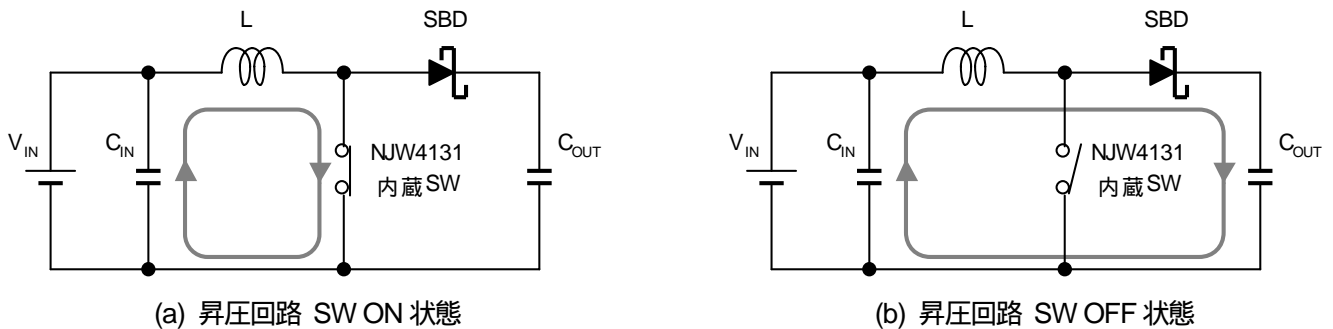 L
SBD
V_IN
C_IN
NJW4131
内蔵SW
C_OUT
(a) 昇圧回路 SW ON 状態
L
SBD
V_IN
C_IN
NJW4131
内蔵SW
C_OUT
(b) 昇圧回路 SW OFF 状態